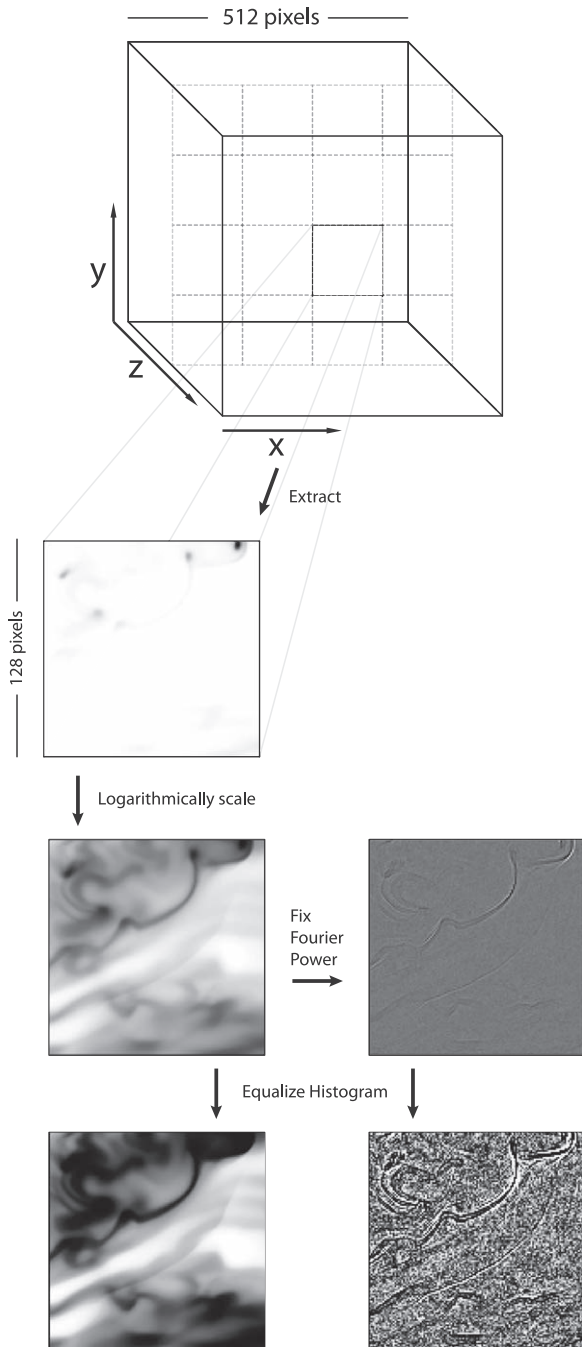 512 pixels
y
z
x
Extract
128 pixels
Logarithmically scale
Fix
Fourier
Power
Equalize Histogram